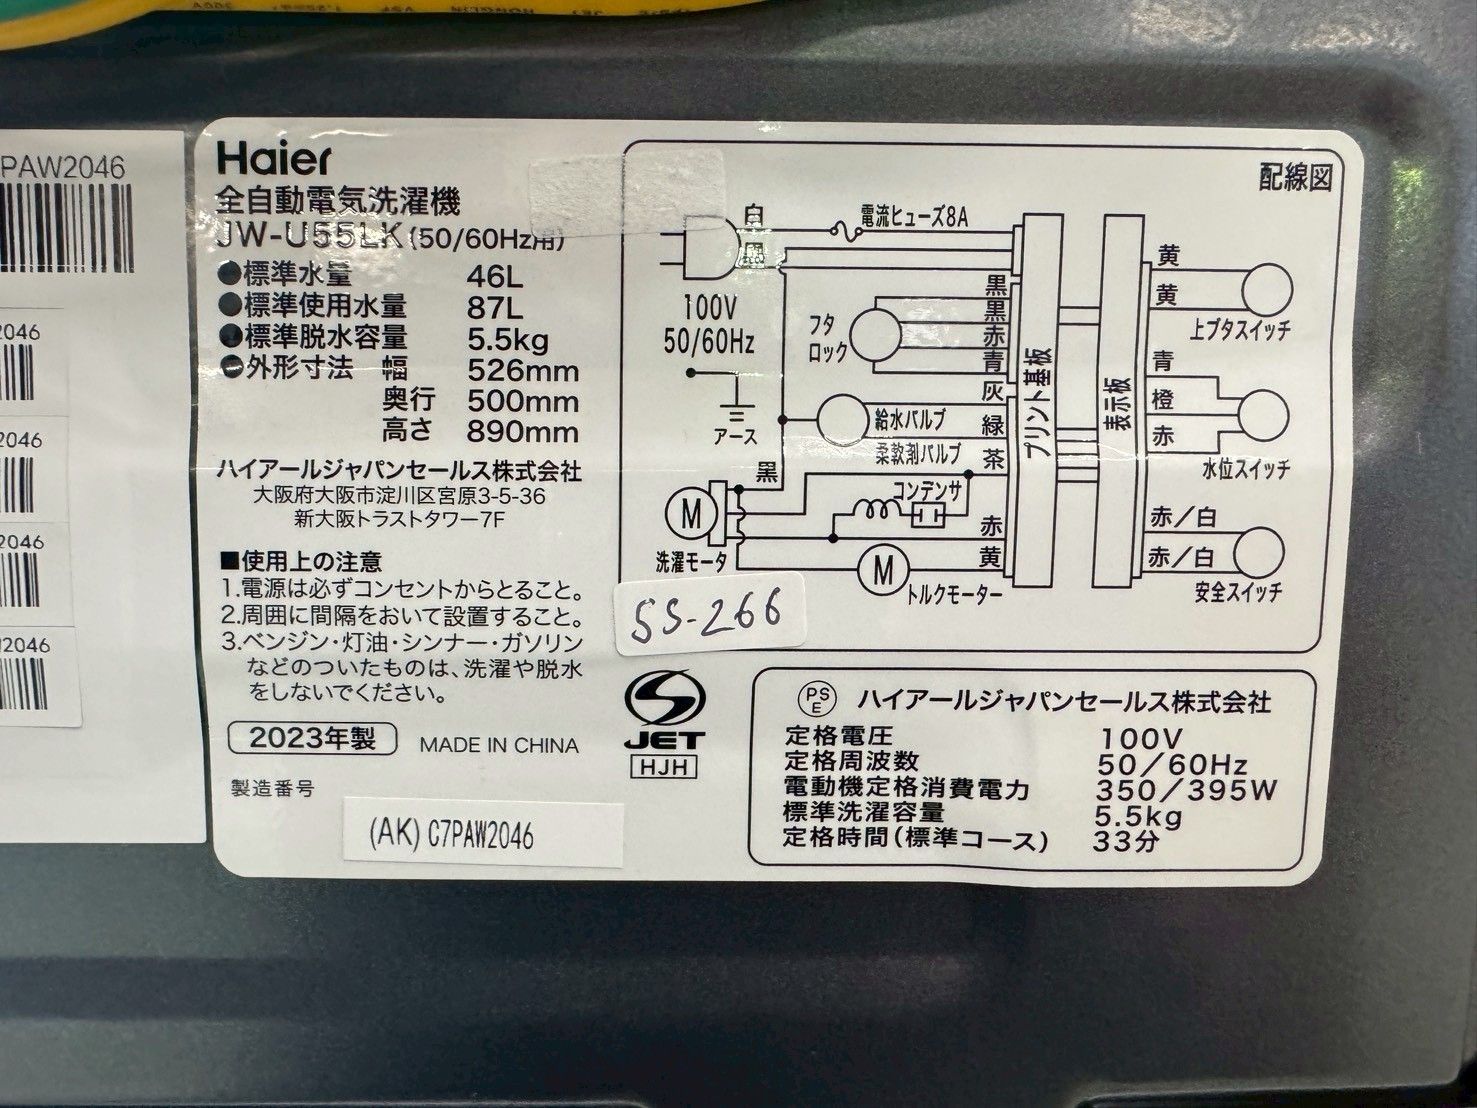 PAW2046
2046
2046
2046
2046
Haier
全自動電気洗濯機
JW-U55LK(50/60Hz用)
●標準水量 46L
●標準使用水量 87L
●標準脱水容量 5.5kg
●外形寸法 幅 526mm
奥行 500mm
高さ 890mm
ハイアールジャパンセールス株式会社
大阪府大阪市淀川区宮原3-5-36
新大阪トラストタワー7F
■使用上の注意
1.電源は必ずコンセントからとること。
2.周囲に間隔をおいて設置すること。
3.ベンジン・灯油・シンナー・ガソリン
などのついたものは、洗濯や脱水
をしないでください。
2023年製 MADE IN CHINA
製造番号
(AK) C7PAW2046
配線図
白
電流ヒューズ8A
黒
100V
50/60Hz
アース
フタ
ロック
黒
黒
赤
青
灰
給水バルブ
緑
柔軟剤バルブ
茶
黒
コンデンサ
M
洗濯モータ
赤
黄
M
トルクモーター
プリント基板
表示板
黄
黄
上ブタスイッチ
青
橙
赤
水位スイッチ
赤/白
赤/白
安全スイッチ
SS-266
JET
HJH
PS
E
ハイアールジャパンセールス株式会社
定格電圧 100V
定格周波数 50/60Hz
電動機定格消費電力 350/395W
標準洗濯容量 5.5kg
定格時間(標準コース) 33分